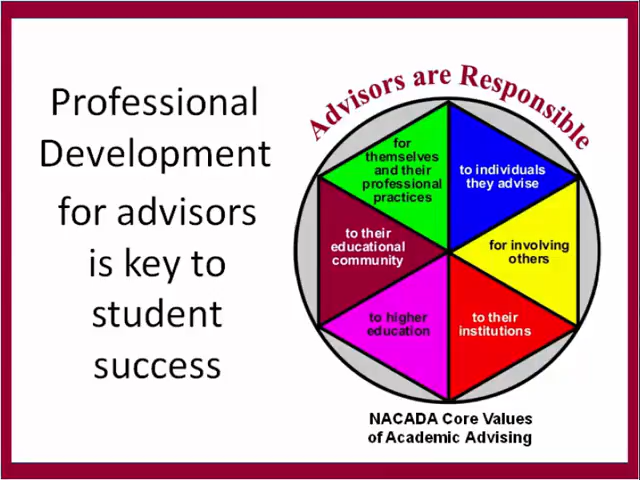 Professional
Development
for advisors
is key to
student
success
Advisors are Responsible
for
themselves
and their
professional
practices
to individuals
they advise
to their
educational
community
for involving
others
to higher
education
to their
institutions
NACADA Core Values
of Academic Advising